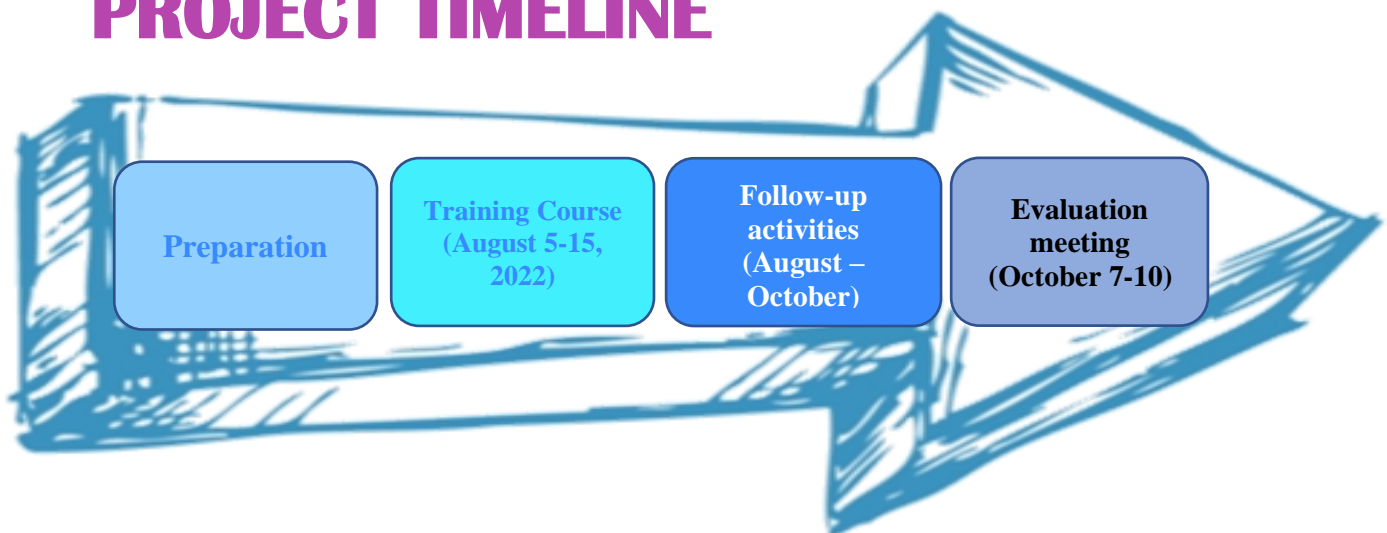 PROJECT TIMELINE
Preparation
Training Course
(August 5-15,
2022)
Follow-up
activities
(August –
October)
Evaluation
meeting
(October 7-10)